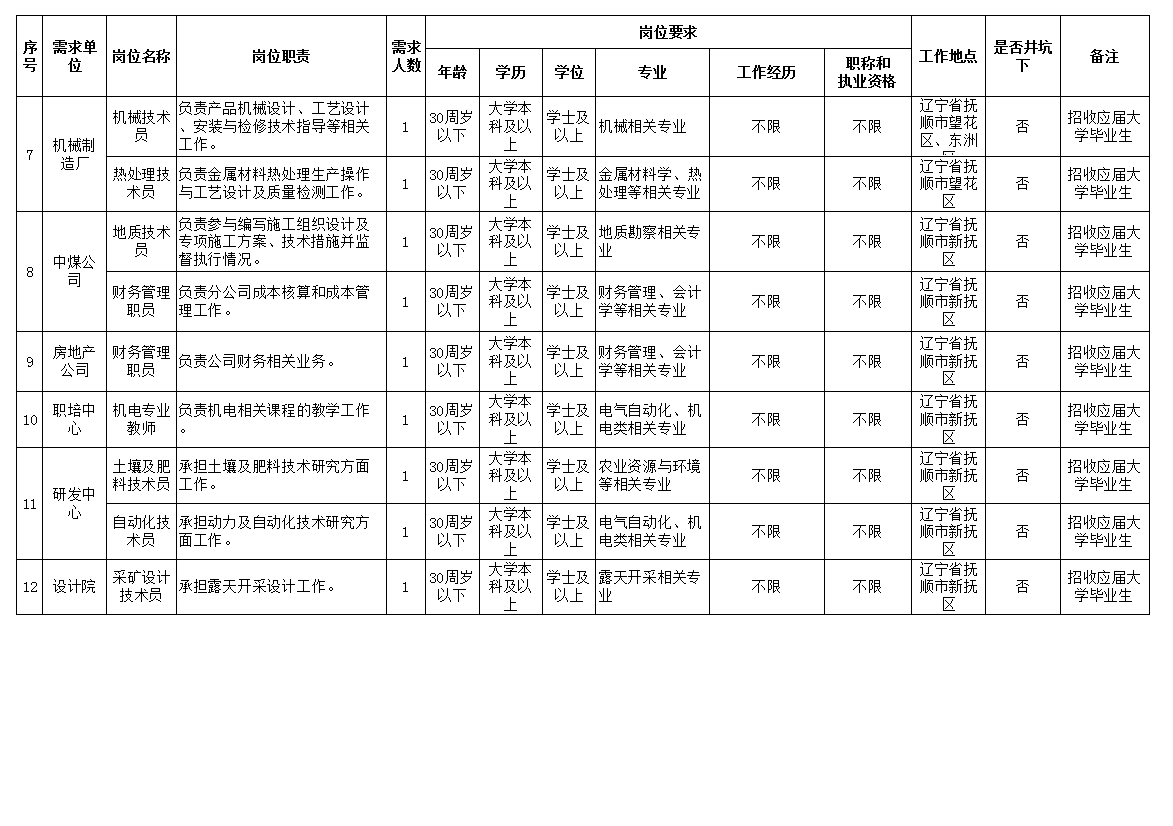 序号 需求单位 岗位名称 岗位职责 需求人数 岗位要求 工作地点 是否井坑下 备注
年龄 学历 学位 专业 工作经历 职称和执业资格
7 机械制造厂 机械技术员 负责产品机械设计、工艺设计、安装与检修技术指导等相关工作。 1 30周岁以下 大学本科及以上 学士及以上 机械相关专业 不限 不限 辽宁省抚顺市望花区、东洲 否 招收应届大学毕业生
热处理技术员 负责金属材料热处理生产操作与工艺设计及质量检测工作。 1 30周岁以下 大学本科及以上 学士及以上 金属材料学、热处理等相关专业 不限 不限 辽宁省抚顺市望花区 否 招收应届大学毕业生
8 中煤公司 地质技术员 负责参与编写施工组织设计及专项施工方案、技术措施并监督执行情况。 1 30周岁以下 大学本科及以上 学士及以上 地质勘察相关专业 不限 不限 辽宁省抚顺市新抚区 否 招收应届大学毕业生
财务管理职员 负责分公司成本核算和成本管理工作。 1 30周岁以下 大学本科及以上 学士及以上 财务管理、会计学等相关专业 不限 不限 辽宁省抚顺市新抚区 否 招收应届大学毕业生
9 房地产公司 财务管理职员 负责公司财务相关业务。 1 30周岁以下 大学本科及以上 学士及以上 财务管理、会计学等相关专业 不限 不限 辽宁省抚顺市新抚区 否 招收应届大学毕业生
10 职培中心 机电专业教师 负责机电相关课程的教学工作。 1 30周岁以下 大学本科及以上 学士及以上 电气自动化、机电类相关专业 不限 不限 辽宁省抚顺市新抚区 否 招收应届大学毕业生
11 研发中心 土壤及肥料技术员 承担土壤及肥料技术研究方面工作。 1 30周岁以下 大学本科及以上 学士及以上 农业资源与环境等相关专业 不限 不限 辽宁省抚顺市新抚区 否 招收应届大学毕业生
自动化技术员 承担动力及自动化技术研究方面工作。 1 30周岁以下 大学本科及以上 学士及以上 电气自动化、机电类相关专业 不限 不限 辽宁省抚顺市新抚区 否 招收应届大学毕业生
12 设计院 采矿设计技术员 承担露天开采设计工作。 1 30周岁以下 大学本科及以上 学士及以上 露天开采相关专业 不限 不限 辽宁省抚顺市新抚区 否 招收应届大学毕业生